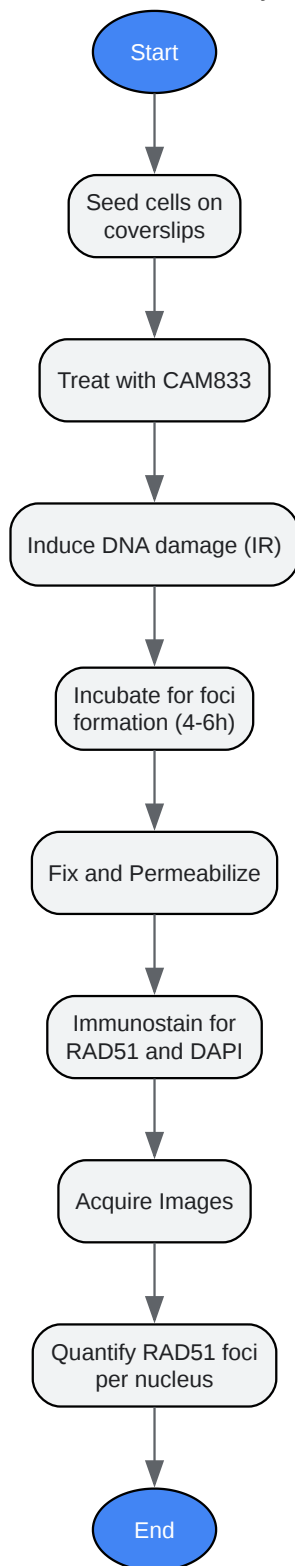 Start
Seed cells on
coverslips
Treat with CAM833
Induce DNA damage (IR)
Incubate for foci
formation (4-6h)
Fix and Permeabilize
Immunostain for
RAD51 and DAPI
Acquire Images
Quantify RAD51 foci
per nucleus
End